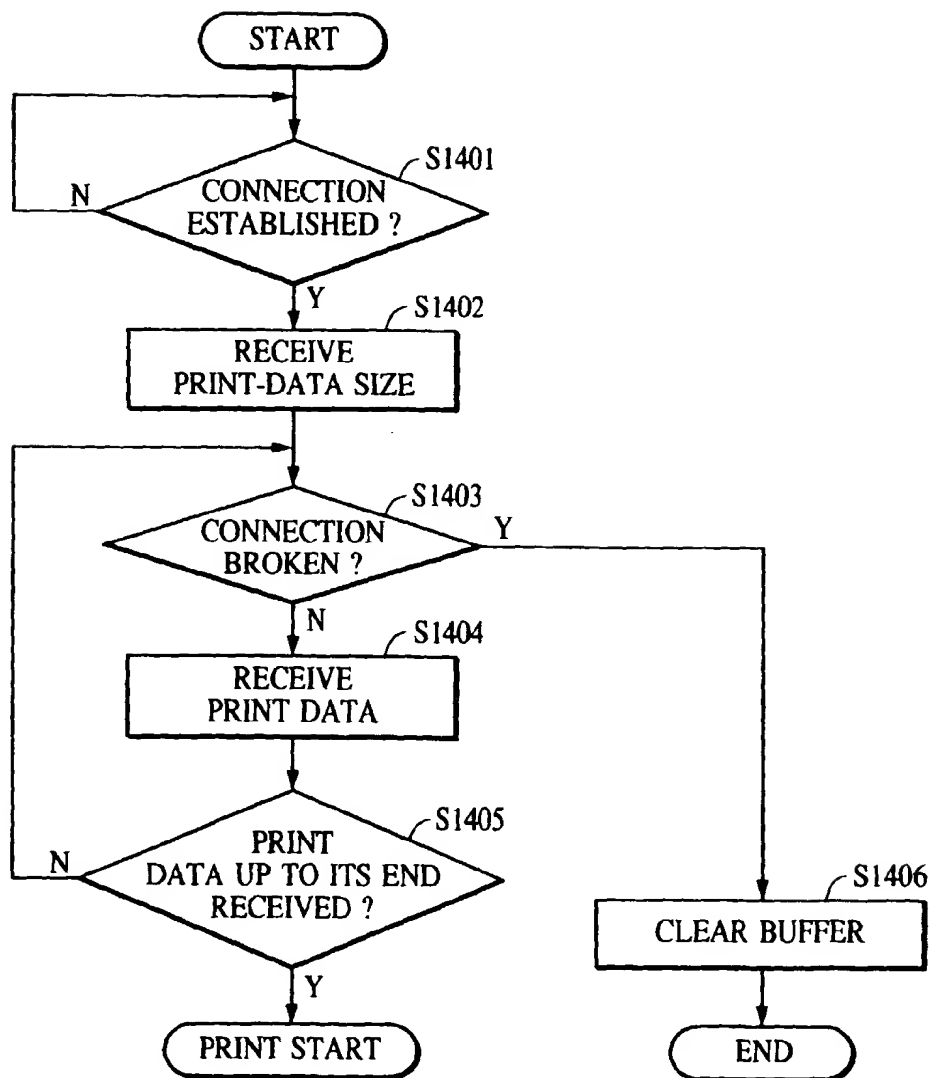 START
S1401
N
CONNECTION
ESTABLISHED ?
Y
S1402
RECEIVE
PRINT-DATA SIZE
S1403
CONNECTION
BROKEN ?
Y
N
S1404
RECEIVE
PRINT DATA
S1405
N
PRINT
DATA UP TO ITS END
RECEIVED ?
S1406
CLEAR BUFFER
Y
PRINT START
END